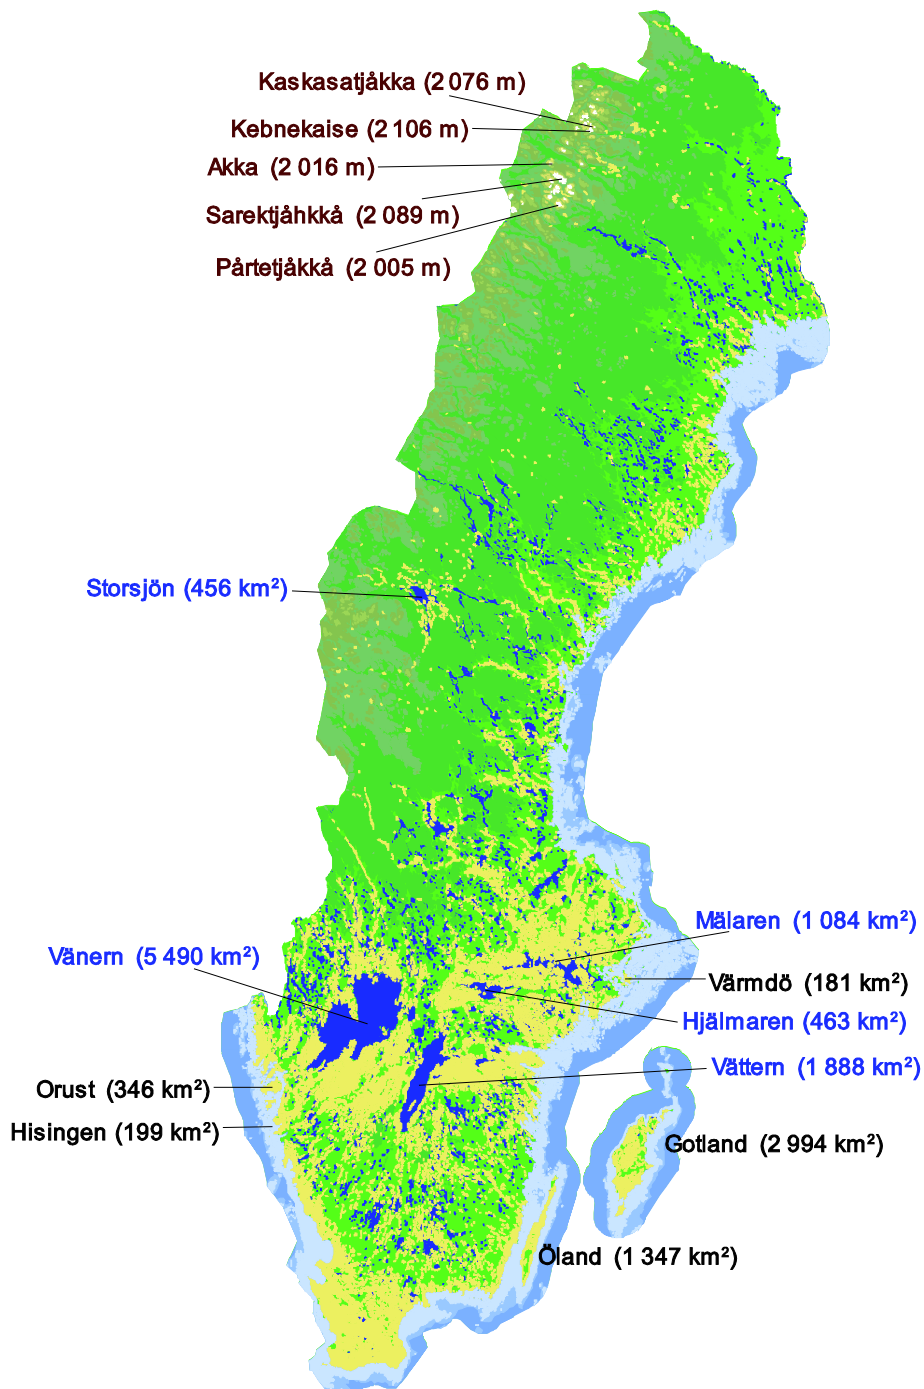 Kaskasatjåkka (2 076 m)
Kebnekaise (2 106 m)
Akka (2 016 m)
Sarektjåhkkå (2 089 m)
Pårtetjåkkå (2 005 m)
Storsjön (456 km²)
Mälaren (1 084 km²)
Vänern (5 490 km²)
Värmdö (181 km²)
Hjälmaren (463 km²)
Vättern (1 888 km²)
Orust (346 km²)
Hisingen (199 km²)
Gotland (2 994 km²)
Öland (1 347 km²)